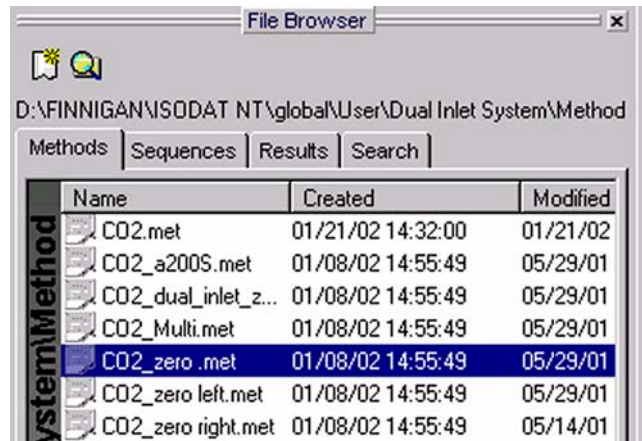 File Browser
D:\FINNIGAN\ISODAT NT\global\User\Dual Inlet System\Method
Methods Sequences Results Search
Name Created Modified
CO2.met 01/21/02 14:32:00 01/21/02
CO2_a200S.met 01/08/02 14:55:49 05/29/01
CO2_dual_inlet_z... 01/08/02 14:55:49 05/29/01
CO2_Multi.met 01/08/02 14:55:49 05/29/01
CO2_zero .met 01/08/02 14:55:49 05/29/01
CO2_zero left.met 01/08/02 14:55:49 05/29/01
CO2_zero right.met 01/08/02 14:55:49 05/14/01
ystem\Method